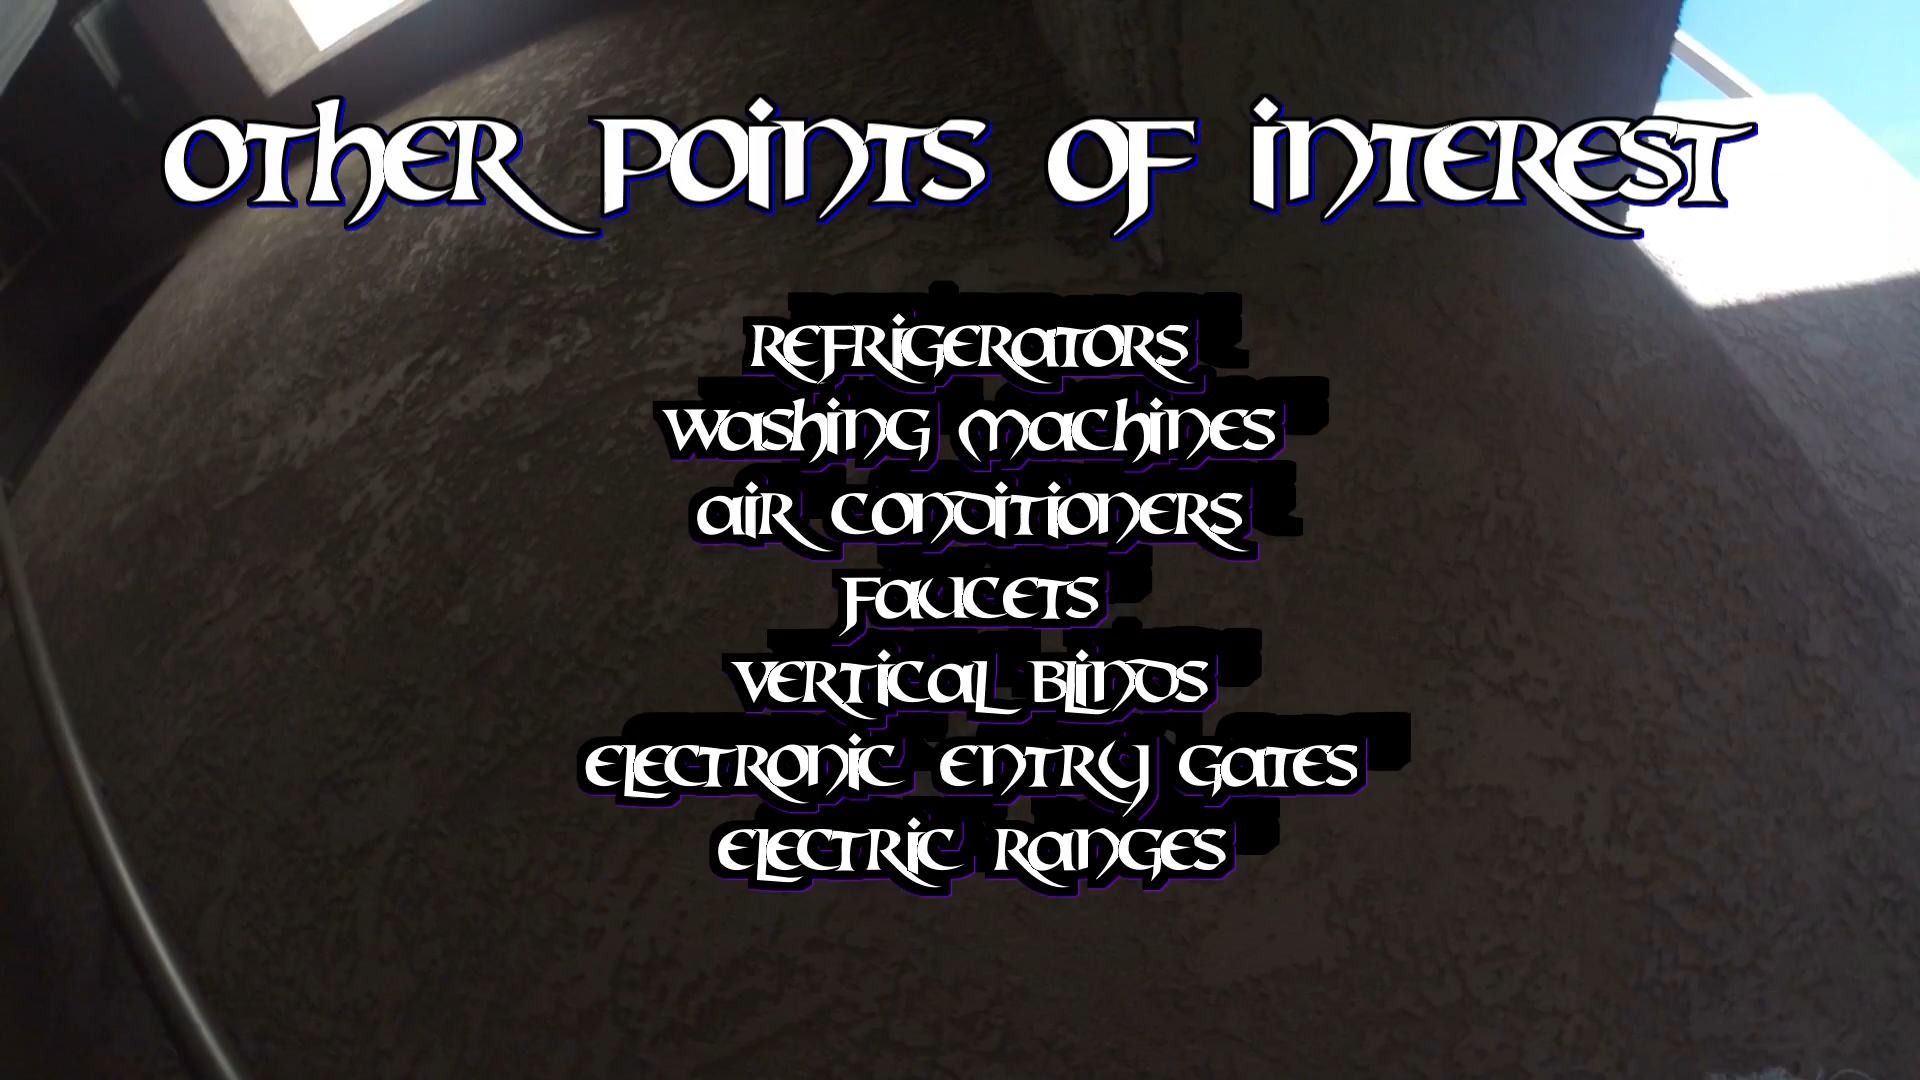 Other Points of Interest
Refrigerators
Washing Machines
Air Conditioners
Faucets
Vertical Blinds
Electronic Entry Gates
Electric Ranges